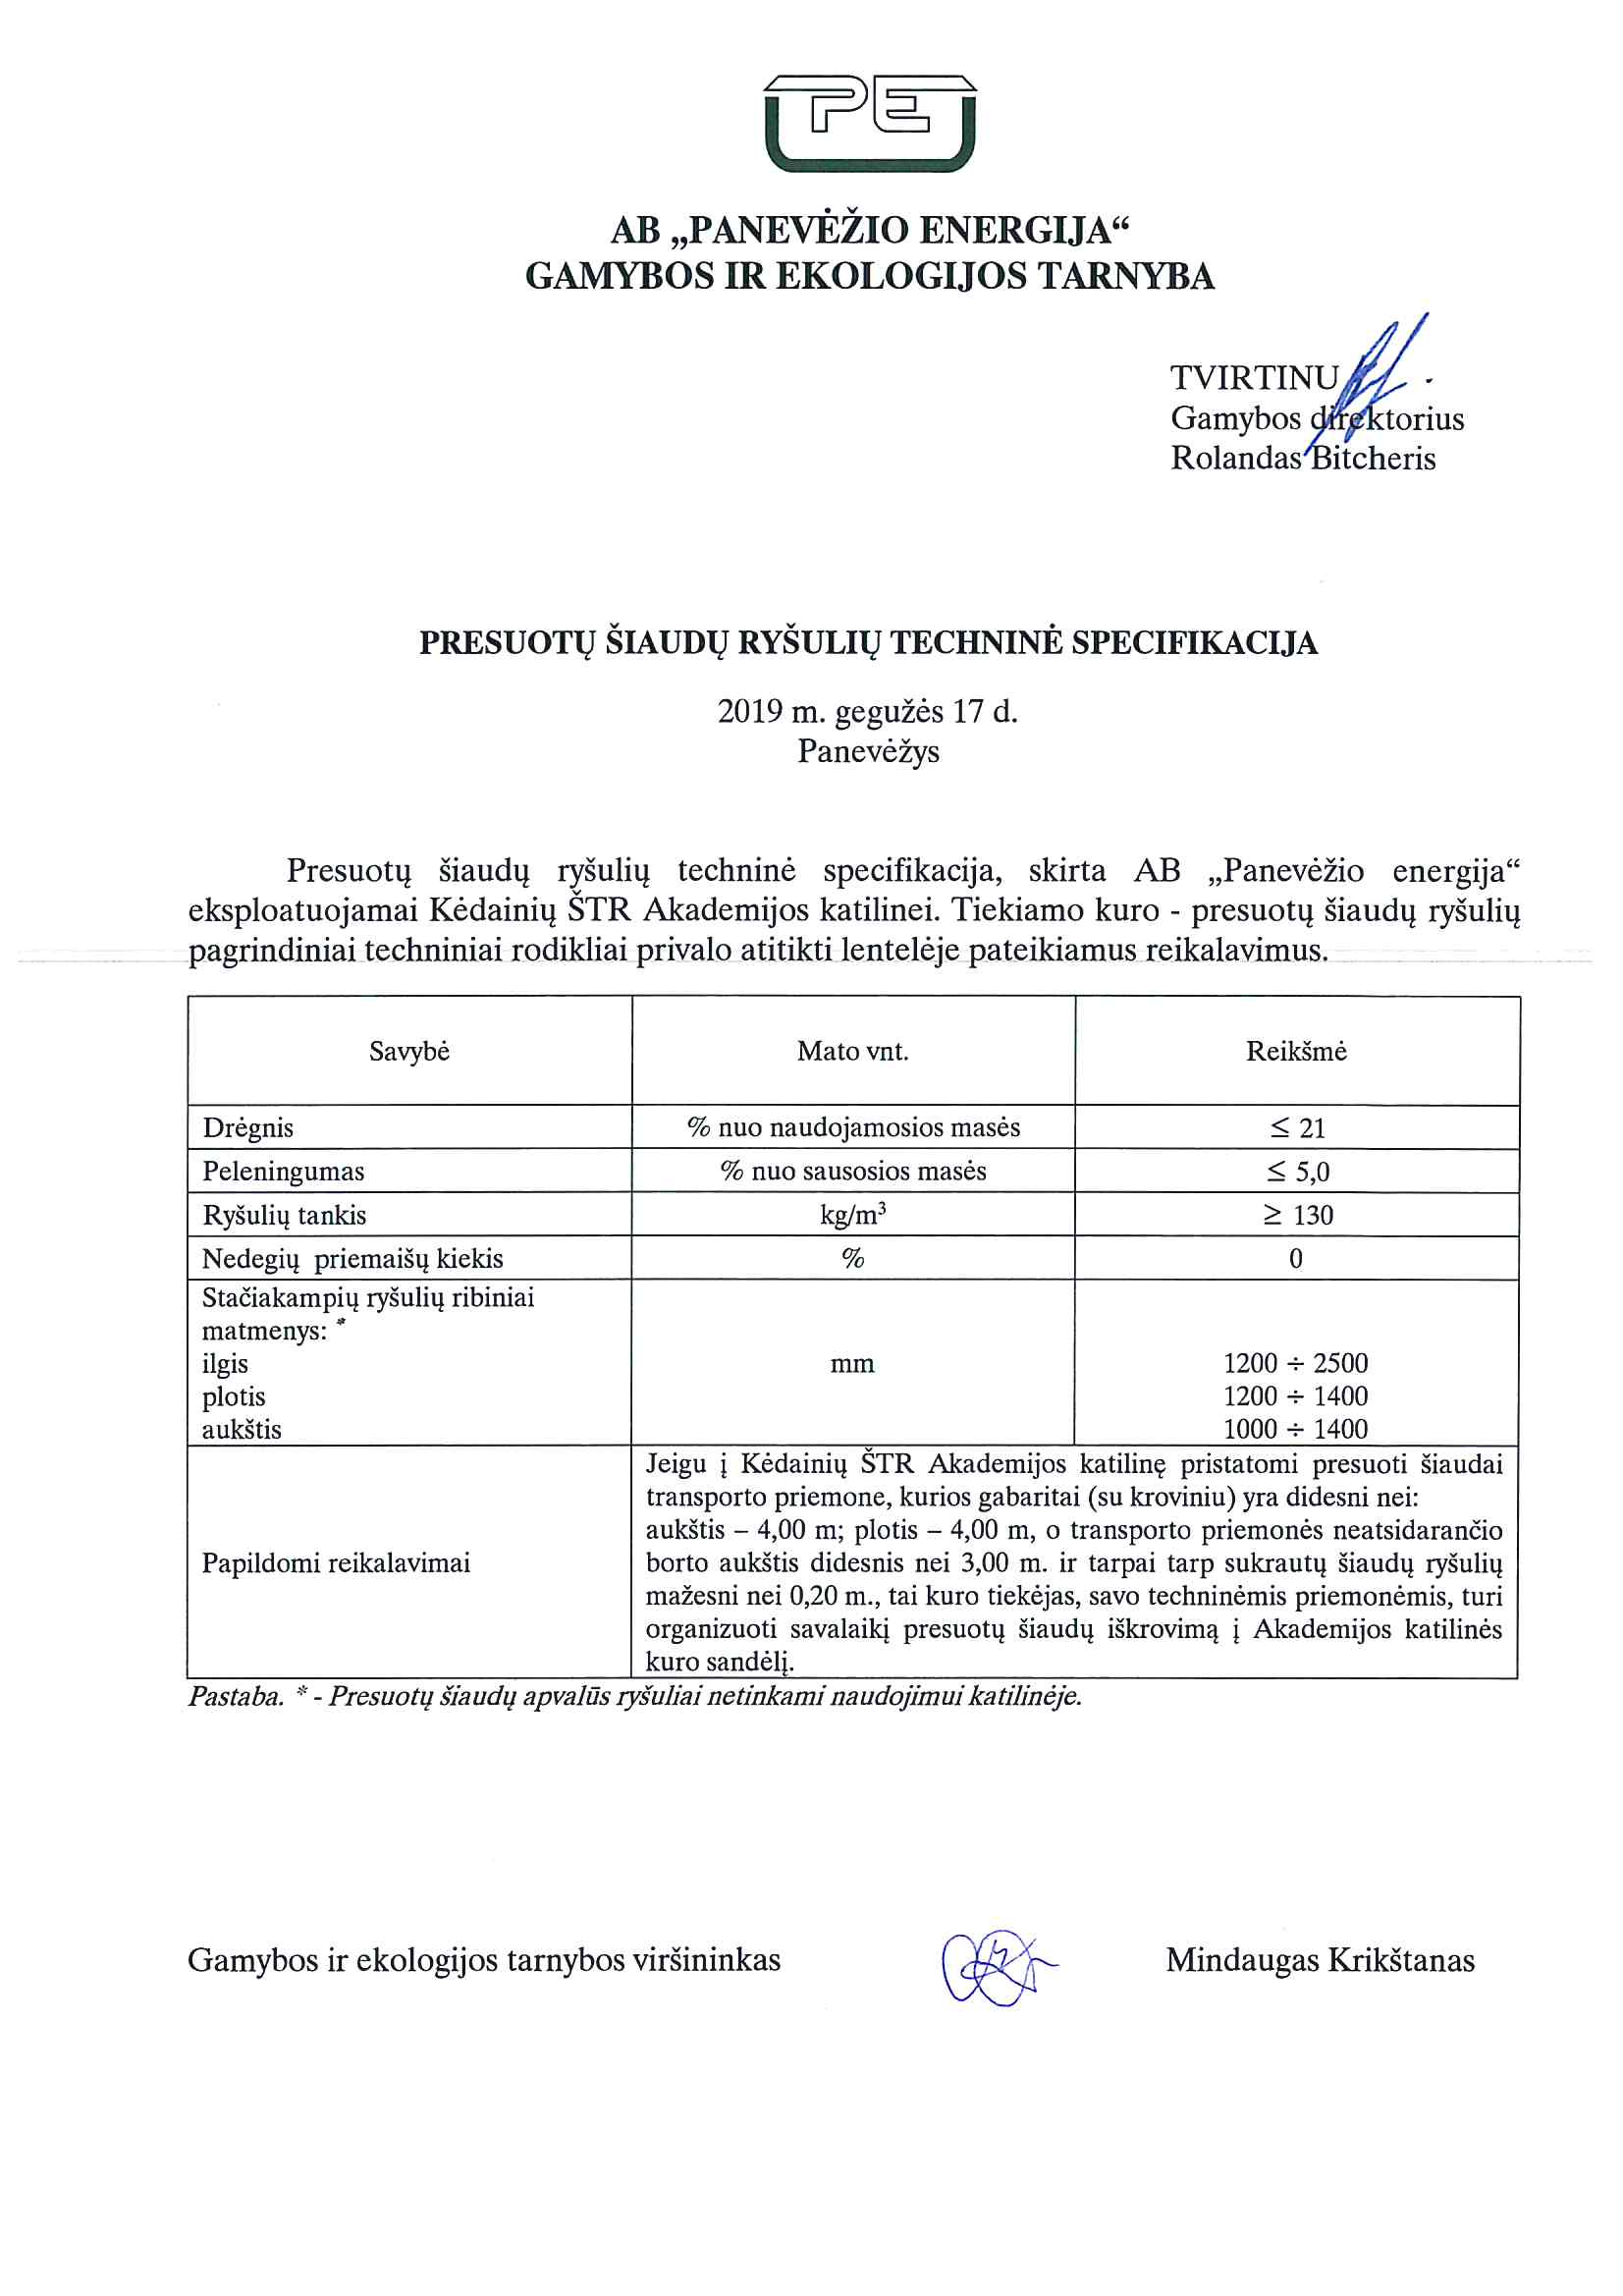 PE
AB „PANEVĖŽIO ENERGIJA“
GAMYBOS IR EKOLOGIJOS TARNYBA
TVIRTINU
Gamybos direktorius
Rolandas Bitcheris
PRESUOTŲ ŠIAUDŲ RYŠULIŲ TECHNINĖ SPECIFIKACIJA
2019 m. gegužės 17 d.
Panevėžys
Presuotų šiaudų ryšulių techninė specifikacija, skirta AB „Panevėžio energija“
eksploatuojamai Kėdainių ŠTR Akademijos katilinei. Tiekiamo kuro - presuotų šiaudų ryšulių
pagrindiniai techniniai rodikliai privalo atitikti lentelėje pateikiamus reikalavimus.
Savybė Mato vnt. Reikšmė
Drėgnis % nuo naudojamosios masės ≤ 21
Peleningumas % nuo sausosios masės ≤ 5,0
Ryšulių tankis kg/m³ ≥ 130
Nedegių priemaišų kiekis % 0
Stačiakampių ryšulių ribiniai
matmenys: *
ilgis mm 1200 ÷ 2500
plotis 1200 ÷ 1400
aukštis 1000 ÷ 1400
Papildomi reikalavimai
Jeigu į Kėdainių ŠTR Akademijos katilinę pristatomi presuoti šiaudai
transporto priemone, kurios gabaritai (su kroviniu) yra didesni nei:
aukštis – 4,00 m; plotis – 4,00 m, o transporto priemonės neatsidarančio
borto aukštis didesnis nei 3,00 m. ir tarpai tarp sukrautų šiaudų ryšulių
mažesni nei 0,20 m., tai kuro tiekėjas, savo techninėmis priemonėmis, turi
organizuoti savalaikį presuotų šiaudų iškrovimą į Akademijos katilinės
kuro sandėlį.
Pastaba. * - Presuotų šiaudų apvalūs ryšuliai netinkami naudojimui katilinėje.
Gamybos ir ekologijos tarnybos viršininkas Mindaugas Krikštanas